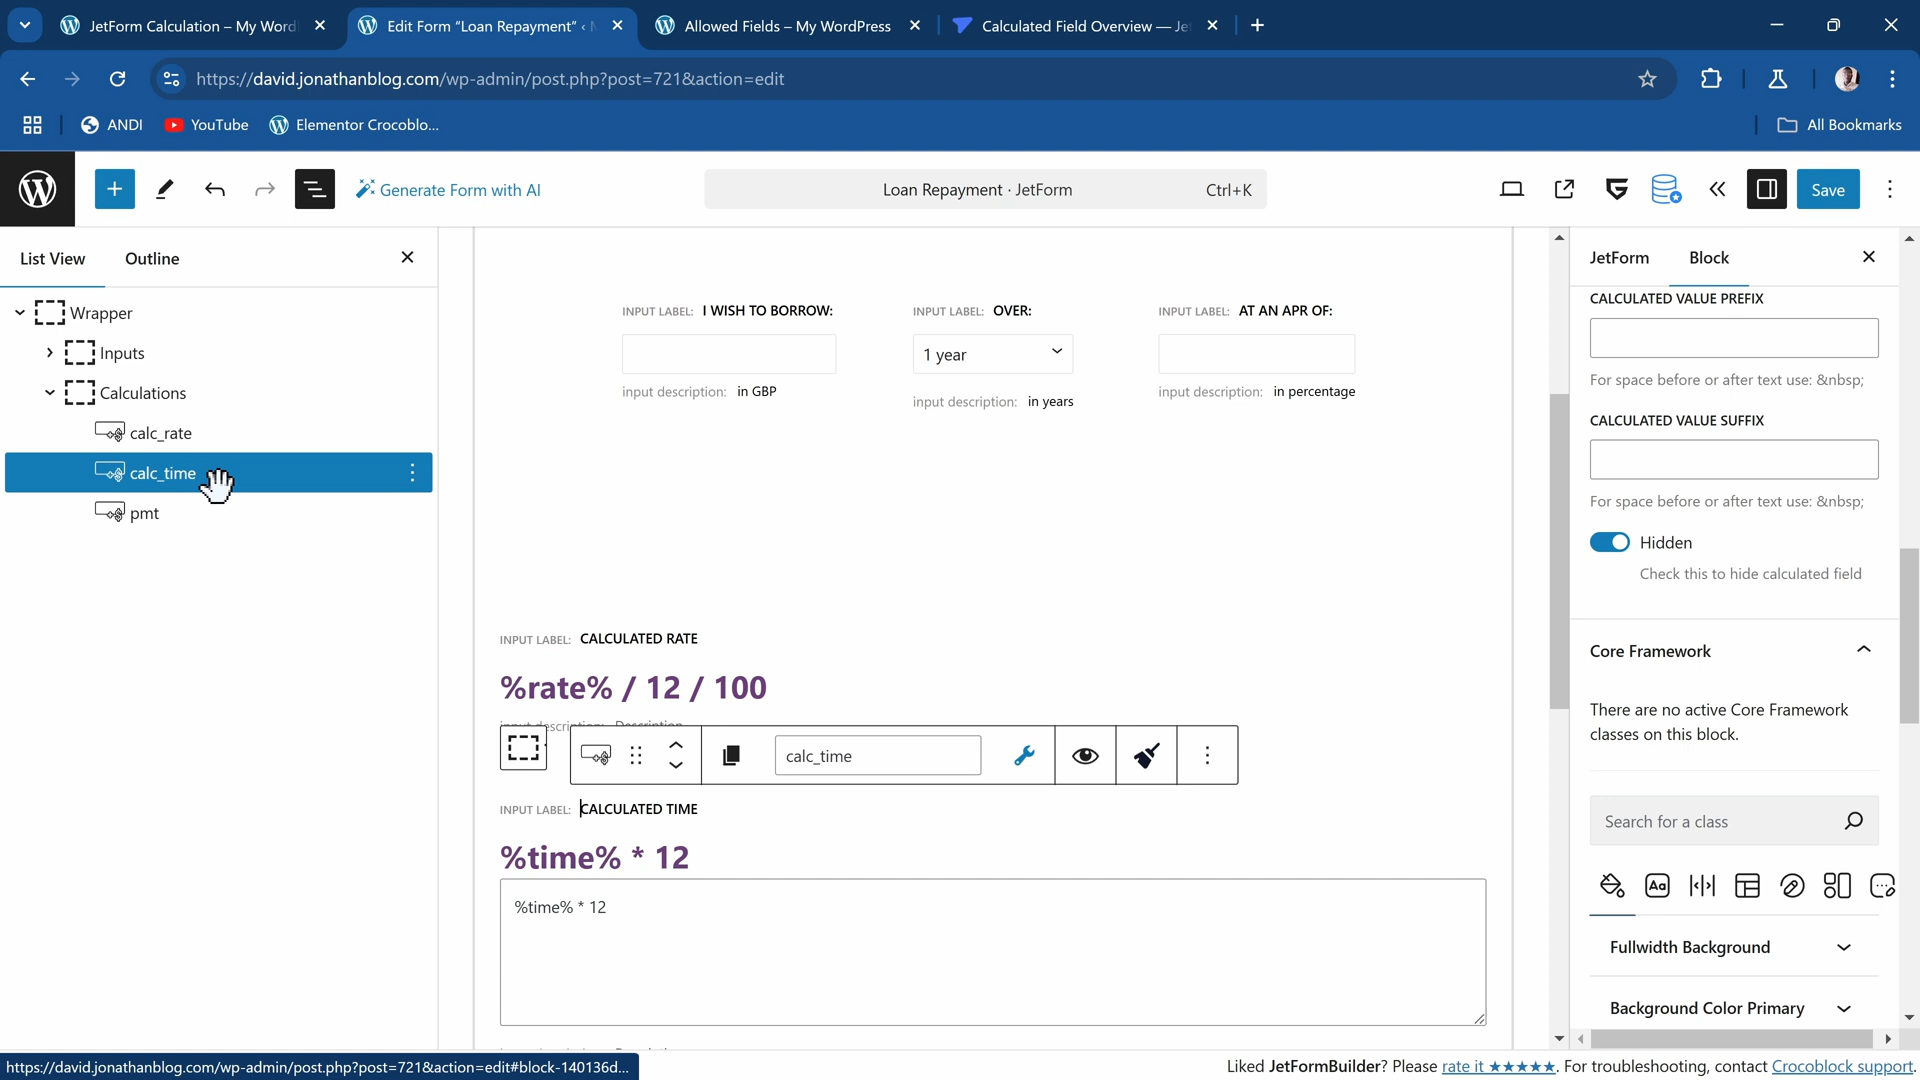 JetForm Calculation – My Word
Edit Form “Loan Repayment” ‹
Allowed Fields – My WordPress
Calculated Field Overview — Je
https://david.jonathanblog.com/wp-admin/post.php?post=721&action=edit
ANDI
YouTube
Elementor Crocoblo...
All Bookmarks
Generate Form with AI
Loan Repayment · JetForm
Ctrl+K
Save
List View
Outline
Wrapper
Inputs
Calculations
calc_rate
calc_time
pmt
INPUT LABEL: I WISH TO BORROW:
input description: in GBP
INPUT LABEL: OVER:
1 year
input description: in years
INPUT LABEL: AT AN APR OF:
input description: in percentage
INPUT LABEL: CALCULATED RATE
%rate% / 12 / 100
calc_time
INPUT LABEL: CALCULATED TIME
%time% * 12
%time% * 12
JetForm
Block
CALCULATED VALUE PREFIX
For space before or after text use: &nbsp;
CALCULATED VALUE SUFFIX
For space before or after text use: &nbsp;
Hidden
Check this to hide calculated field
Core Framework
There are no active Core Framework
classes on this block.
Search for a class
Fullwidth Background
Background Color Primary
https://david.jonathanblog.com/wp-admin/post.php?post=721&action=edit#block-140136d...
Liked JetFormBuilder? Please rate it ★★★★★. For troubleshooting, contact Crocoblock support.